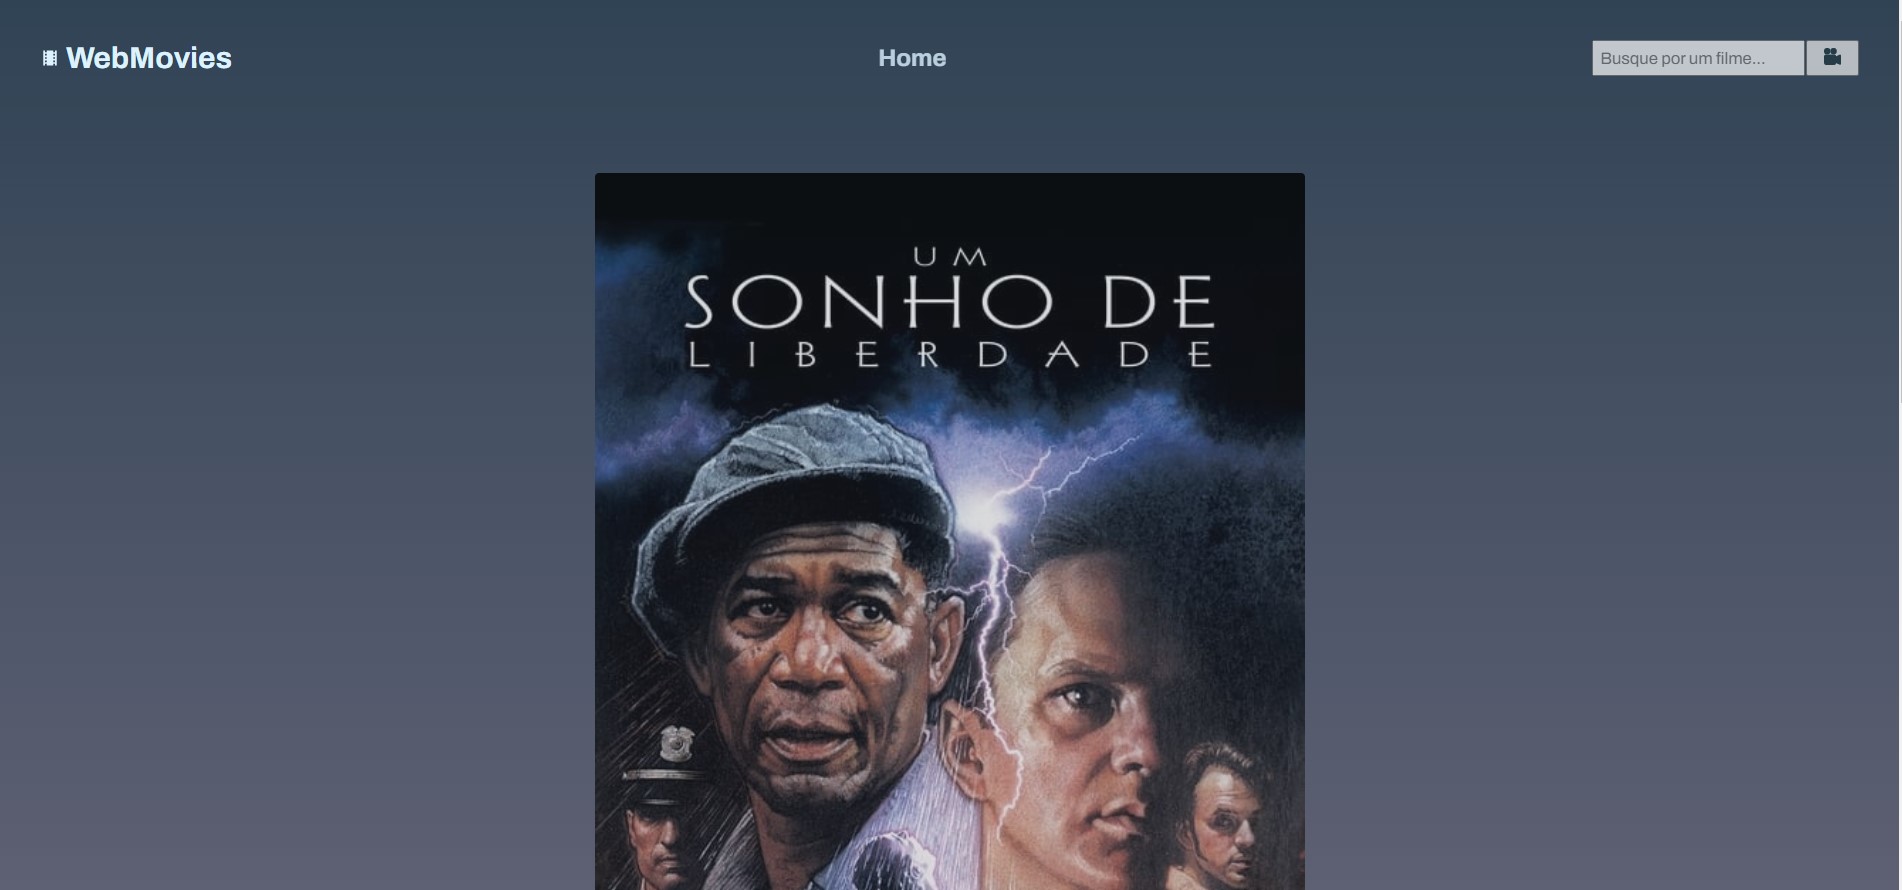 WebMovies
Home
Busque por um filme...
UM
SONHO DE
LIBERDADE